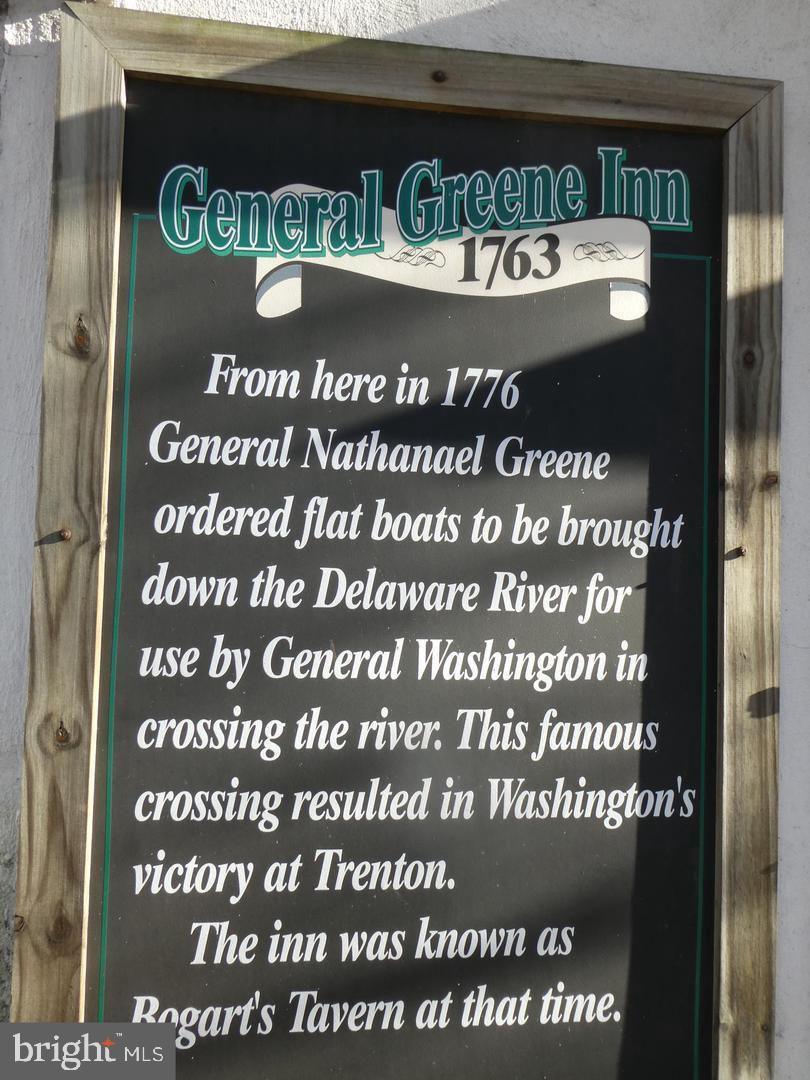 General Greene Inn
1763
From here in 1776
General Nathanael Greene
ordered flat boats to be brought
down the Delaware River for
use by General Washington in
crossing the river. This famous
crossing resulted in Washington's
victory at Trenton.
The inn was known as
Bogart's Tavern at that time.
bright™ MLS